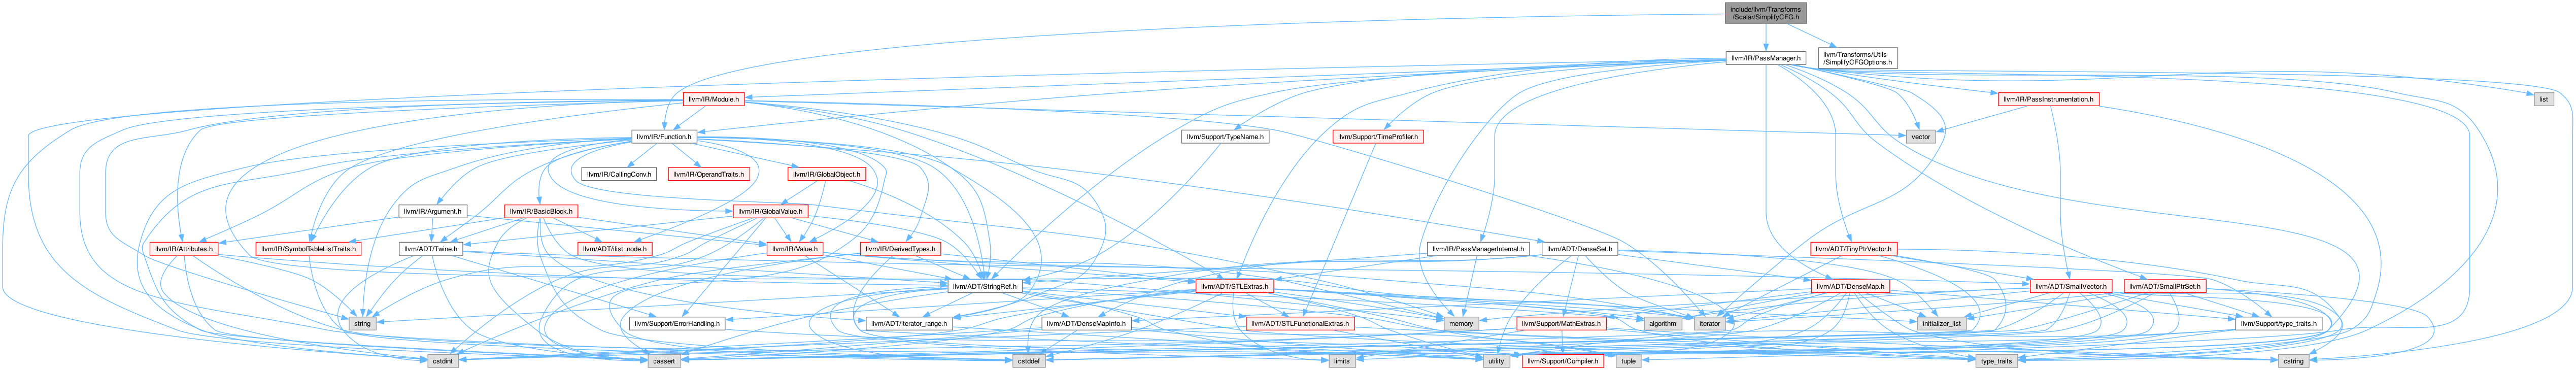 include/llvm/Transforms
/Scalar/SimplifyCFG.h
llvm/IR/PassManager.h
llvm/Transforms/Utils
/SimplifyCFGOptions.h
llvm/IR/Module.h
llvm/IR/PassInstrumentation.h
list
llvm/IR/Function.h
llvm/Support/TypeName.h
llvm/Support/TimeProfiler.h
vector
llvm/IR/CallingConv.h
llvm/IR/OperandTraits.h
llvm/IR/GlobalObject.h
llvm/IR/Argument.h
llvm/IR/BasicBlock.h
llvm/IR/GlobalValue.h
llvm/IR/Attributes.h
llvm/IR/SymbolTableListTraits.h
llvm/ADT/Twine.h
llvm/ADT/ilist_node.h
llvm/IR/Value.h
llvm/IR/DerivedTypes.h
llvm/IR/PassManagerInternal.h
llvm/ADT/DenseSet.h
llvm/ADT/TinyPtrVector.h
llvm/ADT/StringRef.h
llvm/ADT/STLExtras.h
llvm/ADT/DenseMap.h
llvm/ADT/SmallVector.h
llvm/ADT/SmallPtrSet.h
string
llvm/Support/ErrorHandling.h
llvm/ADT/iterator_range.h
llvm/ADT/DenseMapInfo.h
llvm/ADT/STLFunctionalExtras.h
memory
llvm/Support/MathExtras.h
algorithm
iterator
initializer_list
llvm/Support/type_traits.h
cstdint
cassert
cstddef
limits
utility
llvm/Support/Compiler.h
tuple
type_traits
cstring